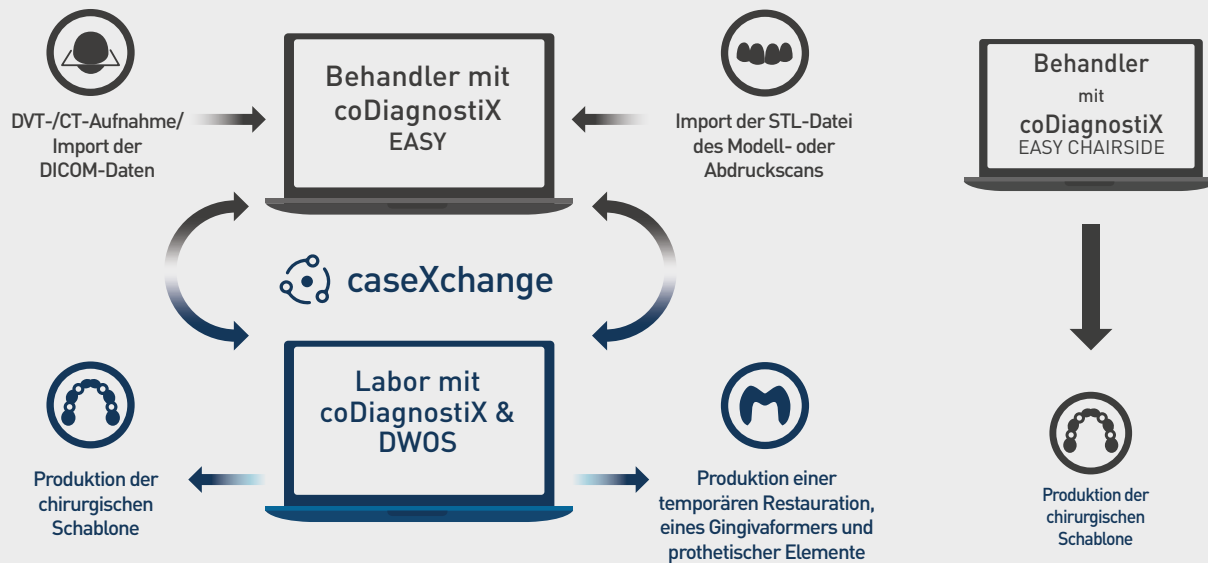 DVT-/CT-Aufnahme/
Import der
DICOM-Daten
Behandler mit
coDiagnostiX
EASY
Import der STL-Datei
des Modell- oder
Abdruckscans
caseXchange
Labor mit
coDiagnostiX &
DWOS
Produktion der
chirurgischen
Schablone
Produktion einer
temporären Restauration,
eines Gingivaformers und
prothetischer Elemente
Behandler
mit
coDiagnostiX
EASY CHAIRSIDE
Produktion der
chirurgischen
Schablone